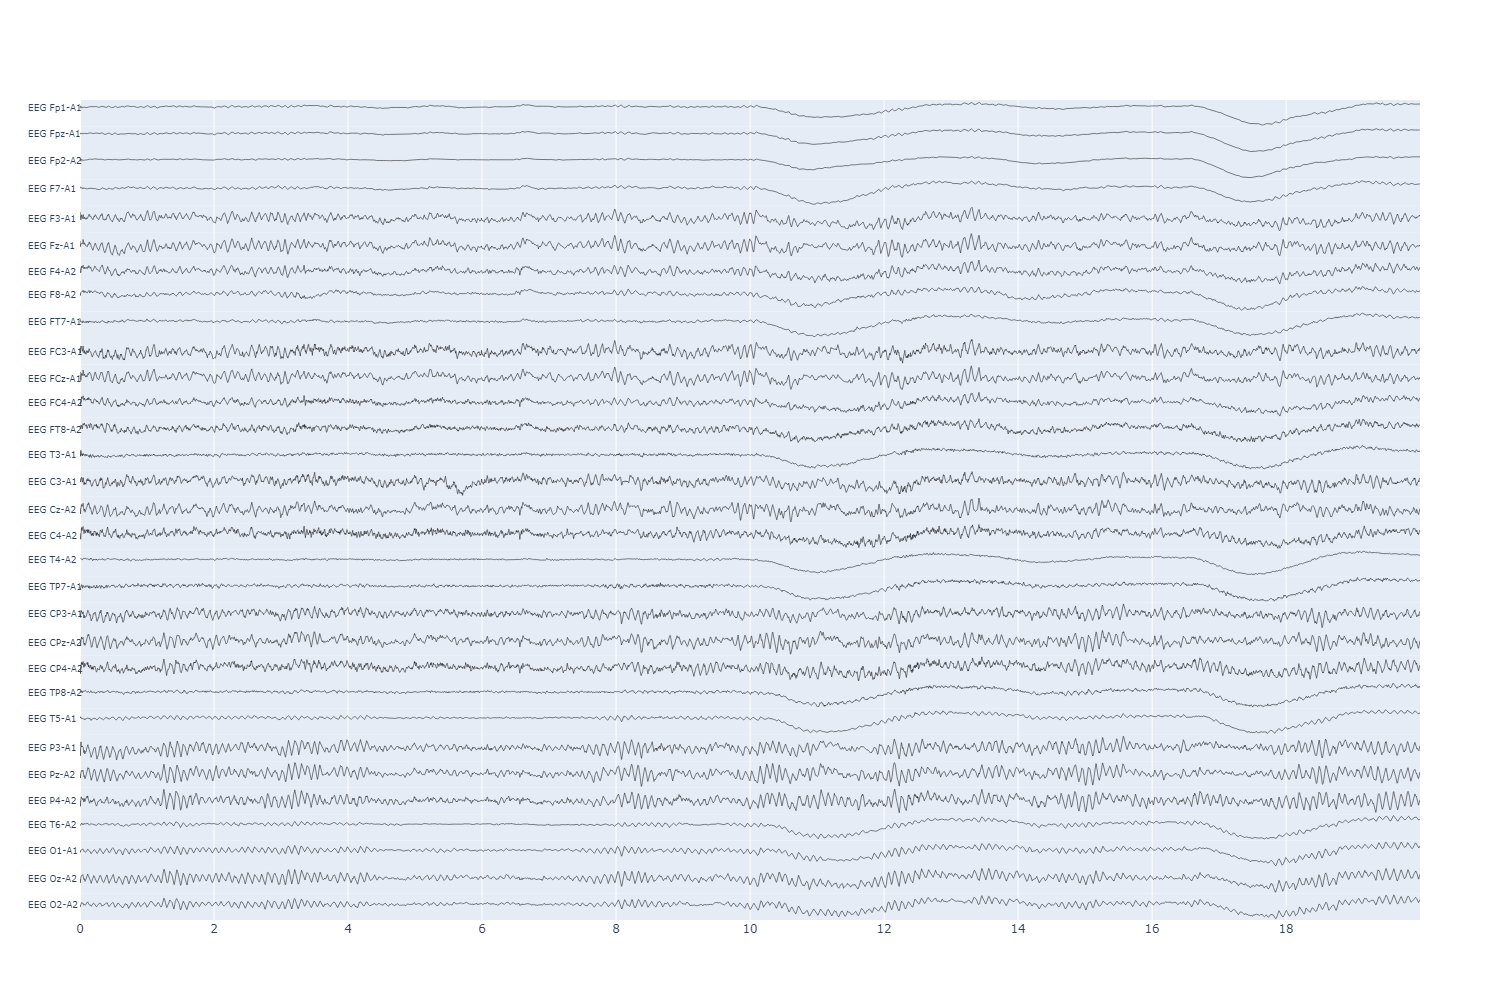 EEG Fp1-A1
EEG Fpz-A1
EEG Fp2-A2
EEG F7-A1
EEG F3-A1
EEG Fz-A1
EEG F4-A2
EEG F8-A2
EEG FT7-A1
EEG FC3-A1
EEG FCz-A1
EEG FC4-A2
EEG FT8-A2
EEG T3-A1
EEG C3-A1
EEG Cz-A2
EEG C4-A2
EEG T4-A2
EEG TP7-A1
EEG CP3-A1
EEG CPz-A2
EEG CP4-A2
EEG TP8-A2
EEG T5-A1
EEG P3-A1
EEG Pz-A2
EEG P4-A2
EEG T6-A2
EEG O1-A1
EEG Oz-A2
EEG O2-A2
0 2 4 6 8 10 12 14 16 18